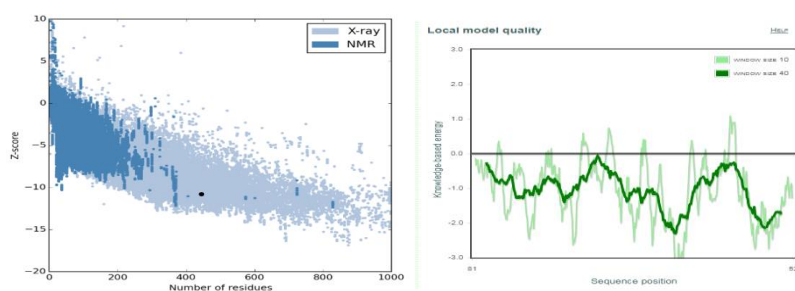 10
5
0
−5
−10
−15
−20
Z-score
X-ray
NMR
0
200
400
600
800
1000
Number of residues
Local model quality
HELP
3.0
2.0
1.0
0.0
-1.0
-2.0
-3.0
Knowledge-based energy
WINDOW SIZE 10
WINDOW SIZE 40
Sequence position